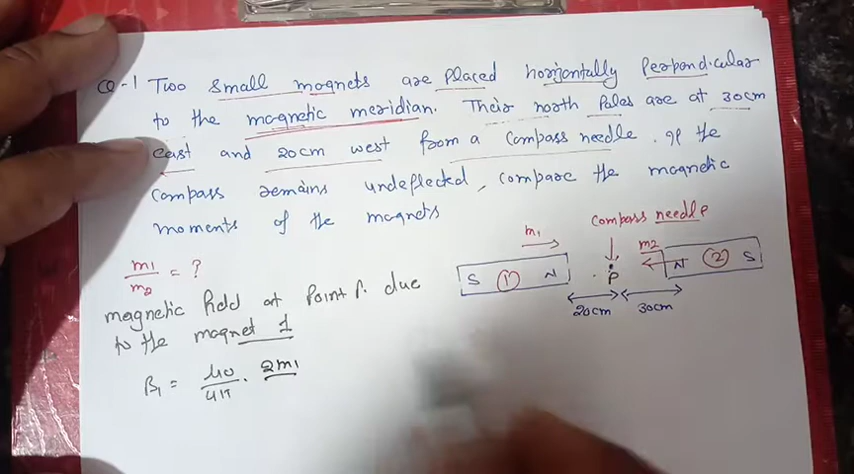 Q-1 Two small magnets are placed horizontally perpendicular
to the magnetic meridian. Their north Poles are at 30cm
east and 20cm west from a compass needle. If the
compass remains undeflected, compare the magnetic
moments of the magnets
m1/m2 = ?
magnetic field at Point P. due
to the magnet 1
B1 = μ0/4π . 2m1
compass needle
m1
m2
S ① N
P
N ② S
20cm
30cm